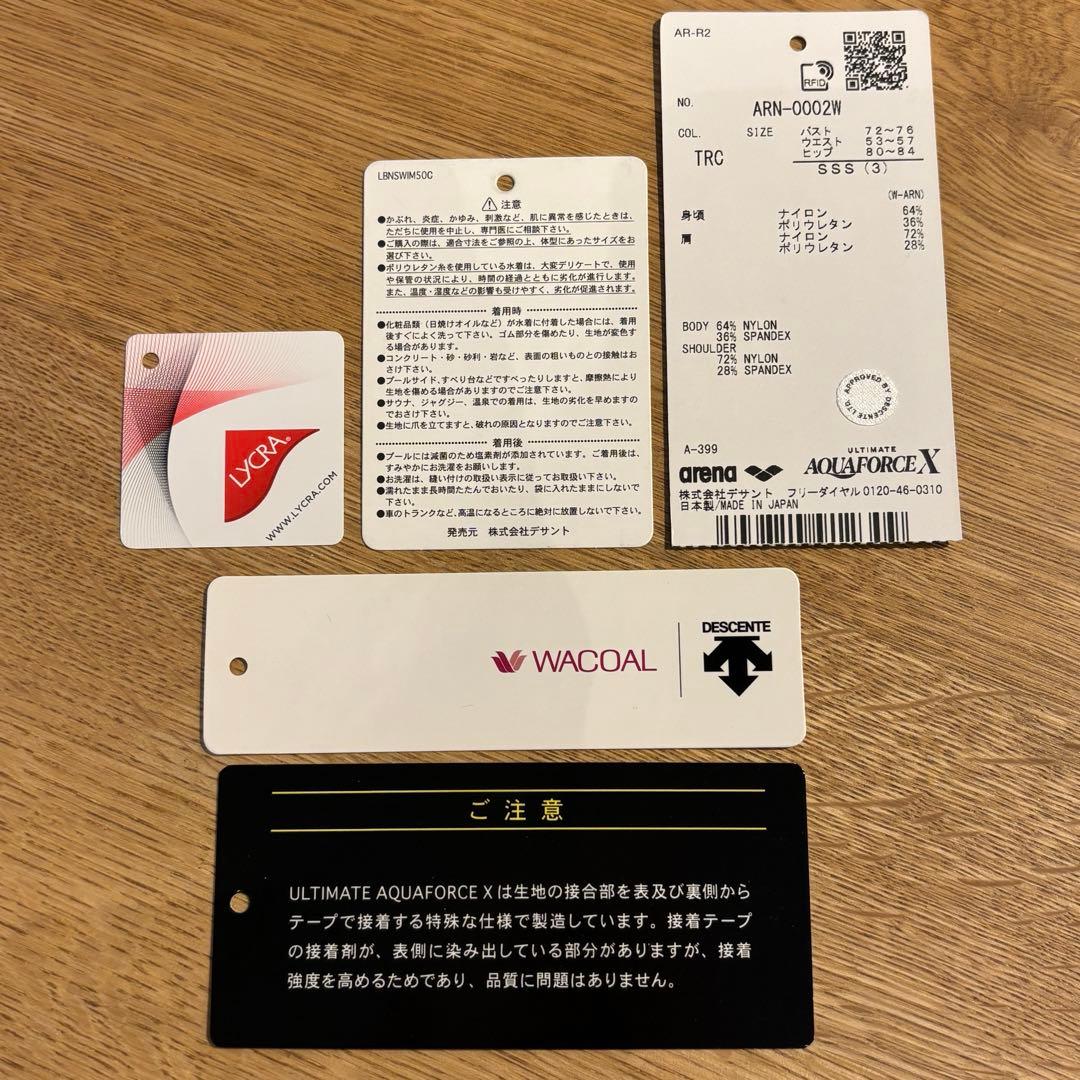 AR-R2
RFID
NO. ARN-0002W
COL. SIZE バスト 72~76
ウエスト 53~57
ヒップ 80~84
TRC SSS (3)
(W-ARN)
身頃 ナイロン 64%
ポリウレタン 36%
肩 ナイロン 72%
ポリウレタン 28%
BODY 64% NYLON
36% SPANDEX
SHOULDER
72% NYLON
28% SPANDEX
APPROVED BY DESCENTE LTD.
A-399
arena ULTIMATE AQUAFORCE X
株式会社デサント フリーダイヤル0120-46-0310
日本製/MADE IN JAPAN
LBNSWIM50C
注意
●かぶれ、炎症、かゆみ、刺激など、肌に異常を感じたときは、
ただちに使用を中止し、専門医にご相談下さい。
●ご購入の際は、適合寸法をご参照の上、体型にあったサイズをお
選び下さい。
●ポリウレタン糸を使用している水着は、大変デリケートで、使用
や保管の状況により、時間の経過とともに劣化が進行します。
また、温度・湿度などの影響も受けやすく、劣化が促進されます。
着用時
●化粧品類（日焼けオイルなど）が水着に付着した場合には、着用
後すぐによく洗って下さい。ゴム部分を傷めたり、生地が変色す
る場合があります。
●コンクリート・砂・砂利・岩など、表面の粗いものとの接触はお
さけ下さい。
●プールサイド、すべり台などですべったりしますと、摩擦熱により
生地を傷める場合がありますのでご注意下さい。
●サウナ、ジャグジー、温泉での着用は、生地の劣化を早めますの
でおさけ下さい。
●生地に爪を立てますと、破れの原因となりますのでご注意下さい。
着用後
●プールには滅菌のため塩素剤が添加されています。ご着用後は、
すみやかにお洗濯をお願いします。
●お洗濯は、縫い付けの取扱い表示に従ってお取扱い下さい。
●濡れたまま長時間たたんでおいたり、袋に入れたままにしないで
下さい。
●車のトランクなど、高温になるところに絶対に放置しないで下さい。
発売元 株式会社デサント
LYCRA®
WWW.LYCRA.COM
WACOAL
DESCENTE
ご注意
ULTIMATE AQUAFORCE X は生地の接合部を表及び裏側から
テープで接着する特殊な仕様で製造しています。接着テープ
の接着剤が、表側に染み出している部分がありますが、接着
強度を高めるためであり、品質に問題はありません。